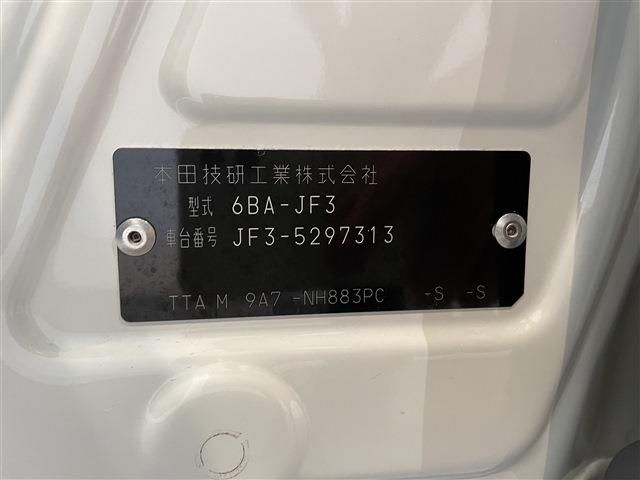 本田技研工業株式会社
型式 6BA-JF3
車台番号 JF3-5297313
TTA M 9A7 -NH883PC -S -S